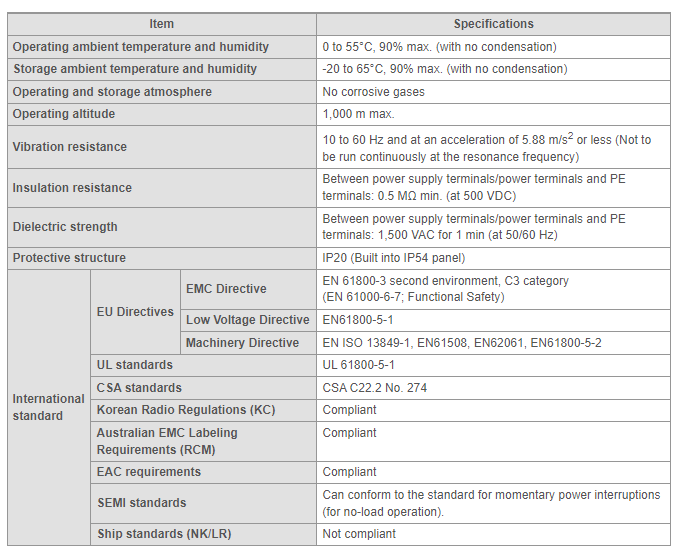 Item Specifications
Operating ambient temperature and humidity 0 to 55°C, 90% max. (with no condensation)
Storage ambient temperature and humidity -20 to 65°C, 90% max. (with no condensation)
Operating and storage atmosphere No corrosive gases
Operating altitude 1,000 m max.
Vibration resistance 10 to 60 Hz and at an acceleration of 5.88 m/s² or less (Not to
be run continuously at the resonance frequency)
Insulation resistance Between power supply terminals/power terminals and PE
terminals: 0.5 MΩ min. (at 500 VDC)
Dielectric strength Between power supply terminals/power terminals and PE
terminals: 1,500 VAC for 1 min (at 50/60 Hz)
Protective structure IP20 (Built into IP54 panel)
International
standard
EU Directives
EMC Directive EN 61800-3 second environment, C3 category
(EN 61000-6-7; Functional Safety)
Low Voltage Directive EN61800-5-1
Machinery Directive EN ISO 13849-1, EN61508, EN62061, EN61800-5-2
UL standards UL 61800-5-1
CSA standards CSA C22.2 No. 274
Korean Radio Regulations (KC) Compliant
Australian EMC Labeling
Requirements (RCM) Compliant
EAC requirements Compliant
SEMI standards Can conform to the standard for momentary power interruptions
(for no-load operation).
Ship standards (NK/LR) Not compliant